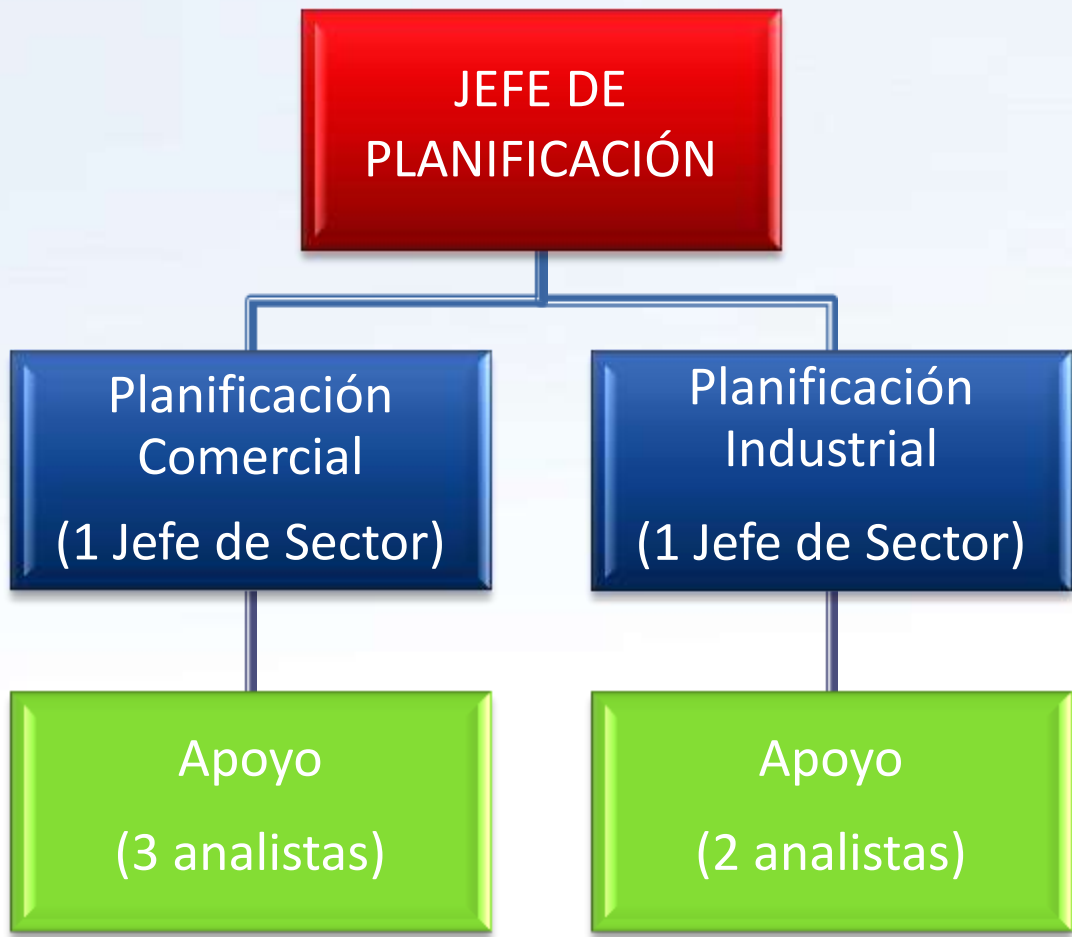 JEFE DE
PLANIFICACIÓN
Planificación
Comercial
(1 Jefe de Sector)
Planificación
Industrial
(1 Jefe de Sector)
Apoyo
(3 analistas)
Apoyo
(2 analistas)